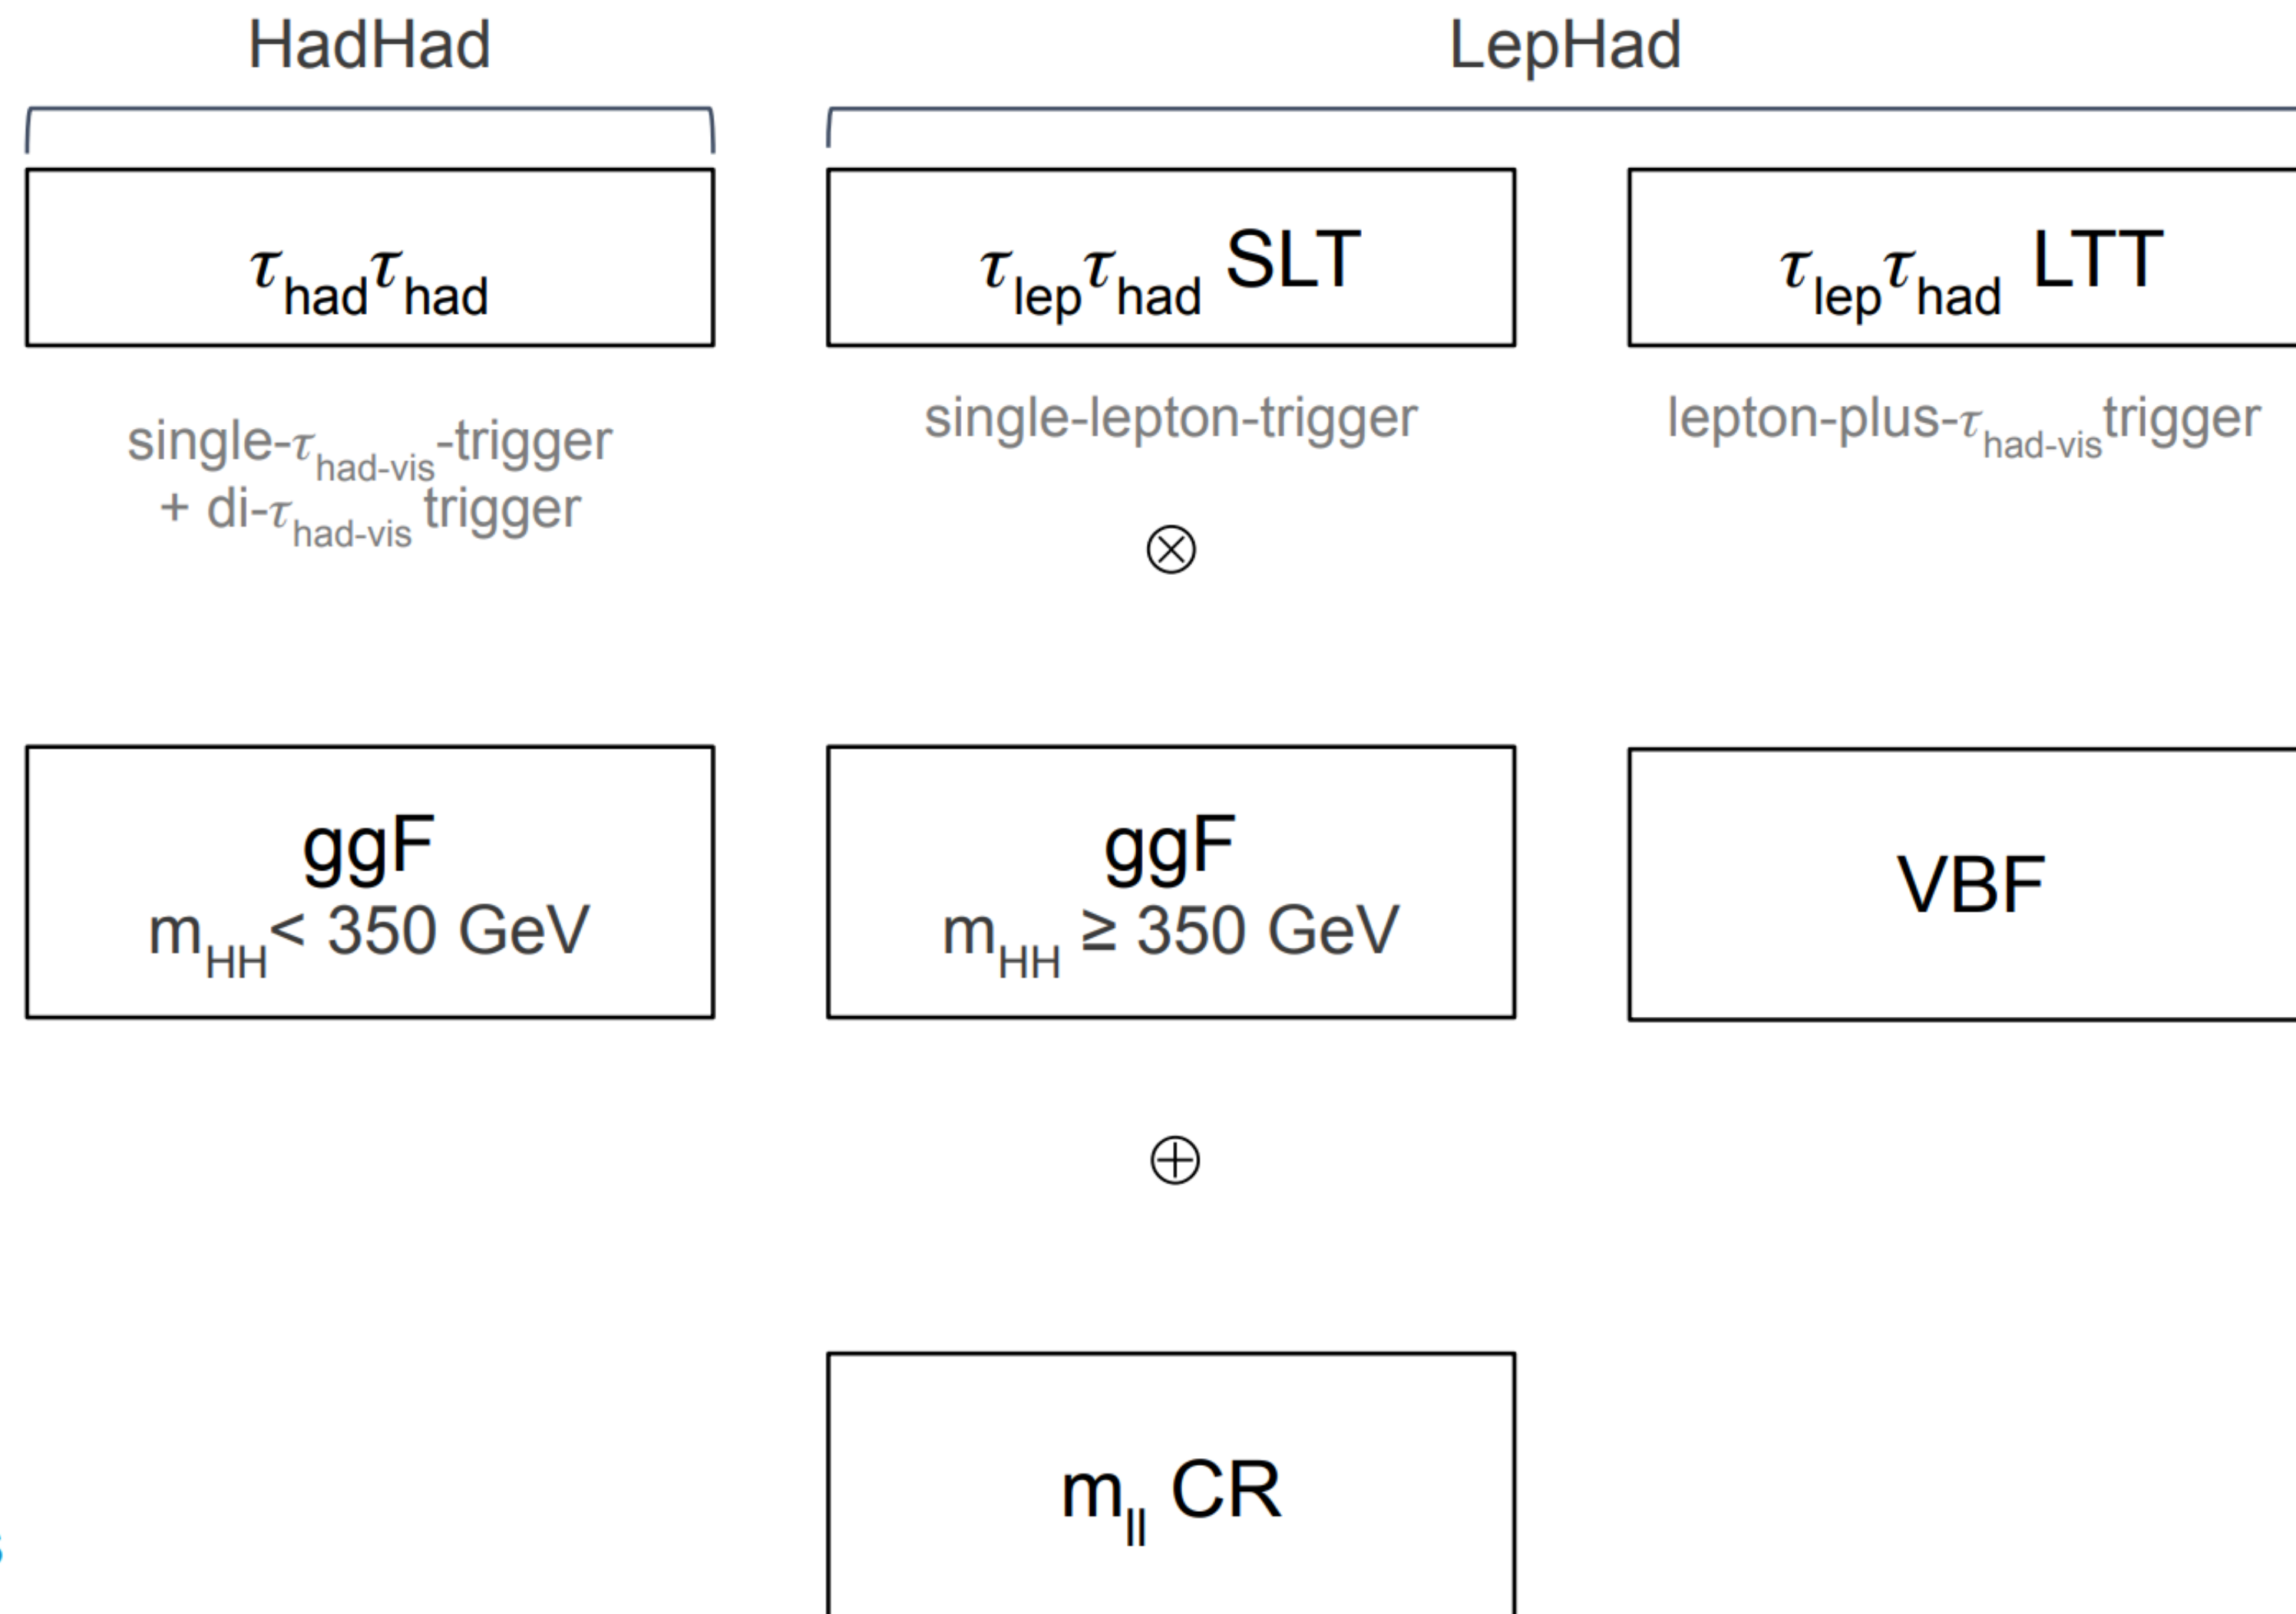 HadHad LepHad
τhadτhad τlepτhad SLT τlepτhad LTT
single-τhad-vis-trigger single-lepton-trigger lepton-plus-τhad-vis trigger
+ di-τhad-vis trigger
⊗
ggF ggF VBF
mHH< 350 GeV mHH ≥ 350 GeV
⊕
mll CR